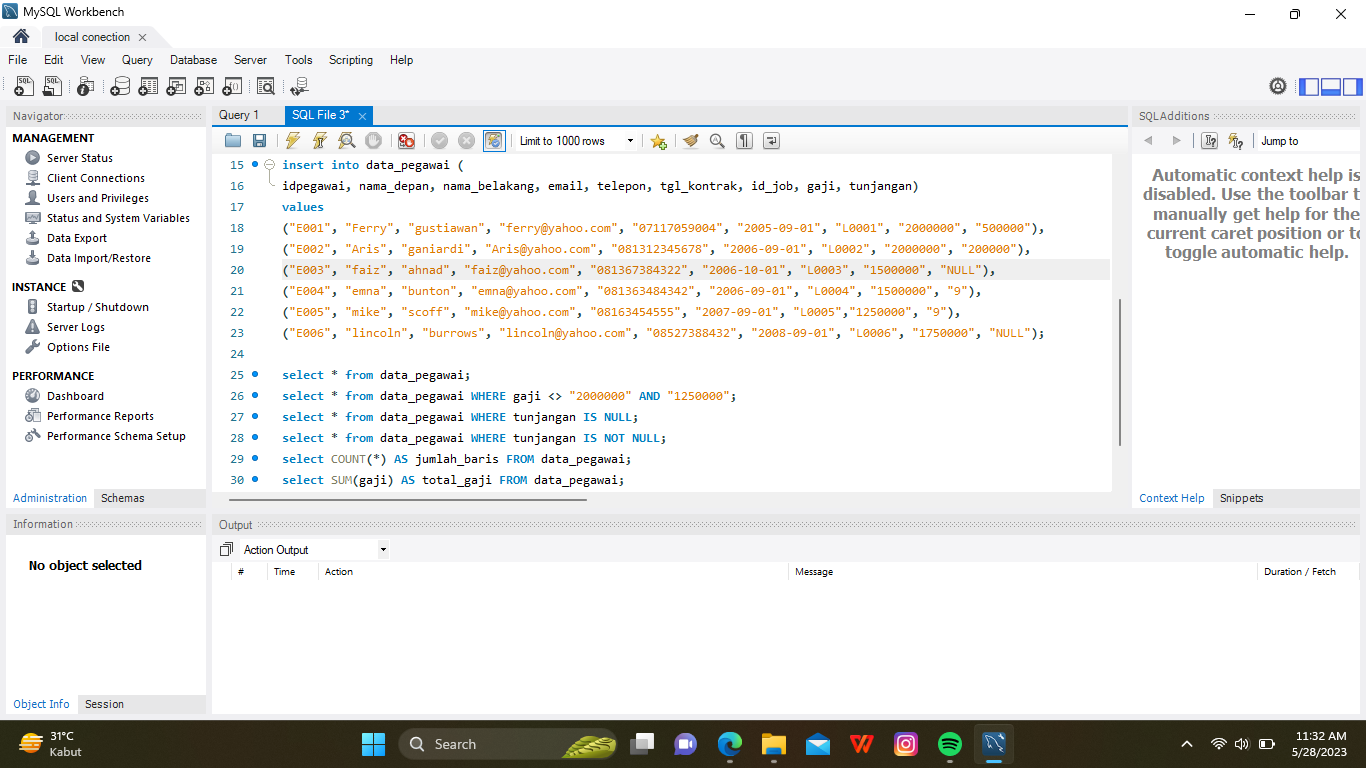 MySQL Workbench
local conection
File Edit View Query Database Server Tools Scripting Help
Navigator
MANAGEMENT
Server Status
Client Connections
Users and Privileges
Status and System Variables
Data Export
Data Import/Restore
INSTANCE
Startup / Shutdown
Server Logs
Options File
PERFORMANCE
Dashboard
Performance Reports
Performance Schema Setup
Administration Schemas
Information
No object selected
Object Info Session
Query 1 SQL File 3*
Limit to 1000 rows
15 insert into data_pegawai (
16 idpegawai, nama_depan, nama_belakang, email, telepon, tgl_kontrak, id_job, gaji, tunjangan)
17 values
18 ("E001", "Ferry", "gustiawan", "ferry@yahoo.com", "07117059004", "2005-09-01", "L0001", "2000000", "500000"),
19 ("E002", "Aris", "ganiardi", "Aris@yahoo.com", "081312345678", "2006-09-01", "L0002", "2000000", "200000"),
20 ("E003", "faiz", "ahnad", "faiz@yahoo.com", "081367384322", "2006-10-01", "L0003", "1500000", "NULL"),
21 ("E004", "emna", "bunton", "emna@yahoo.com", "081363484342", "2006-09-01", "L0004", "1500000", "9"),
22 ("E005", "mike", "scoff", "mike@yahoo.com", "08163454555", "2007-09-01", "L0005","1250000", "9"),
23 ("E006", "lincoln", "burrows", "lincoln@yahoo.com", "08527388432", "2008-09-01", "L0006", "1750000", "NULL");
24
25 select * from data_pegawai;
26 select * from data_pegawai WHERE gaji <> "2000000" AND "1250000";
27 select * from data_pegawai WHERE tunjangan IS NULL;
28 select * from data_pegawai WHERE tunjangan IS NOT NULL;
29 select COUNT(*) AS jumlah_baris FROM data_pegawai;
30 select SUM(gaji) AS total_gaji FROM data_pegawai;
SQLAdditions
Jump to
Automatic context help is
disabled. Use the toolbar t
manually get help for the
current caret position or to
toggle automatic help.
Context Help Snippets
Output
Action Output
# Time Action Message Duration / Fetch
31°C
Kabut
Search
11:32 AM
5/28/2023